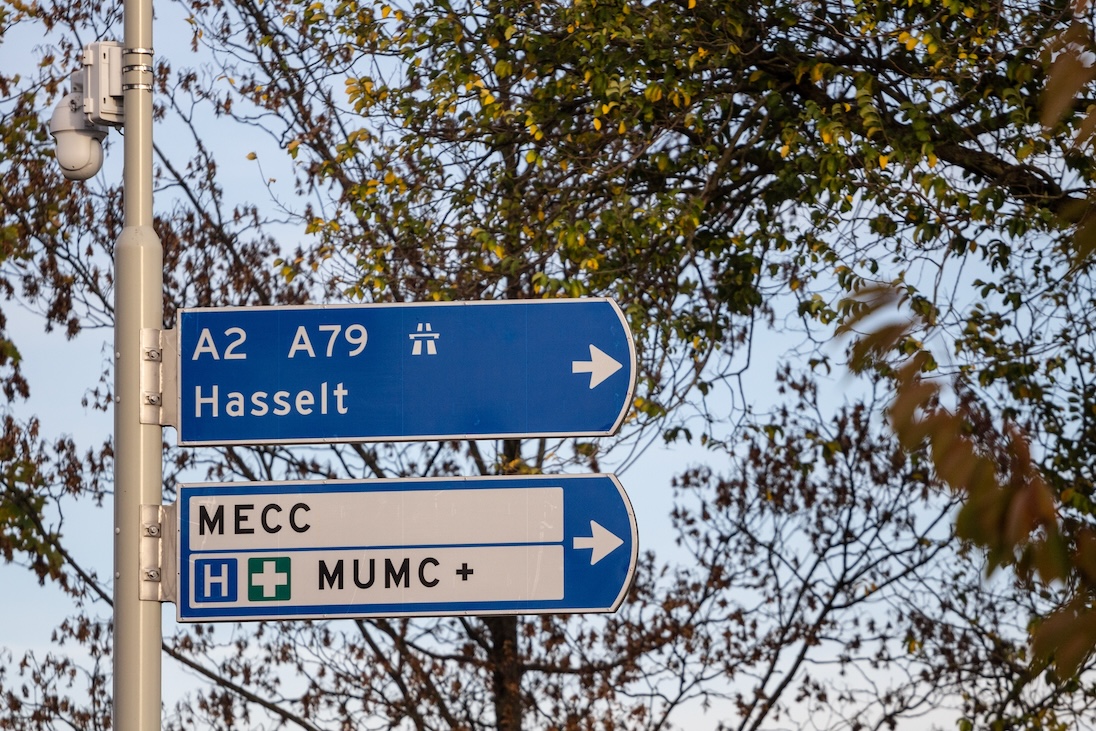 A2 A79
Hasselt
MECC
H MUMC +